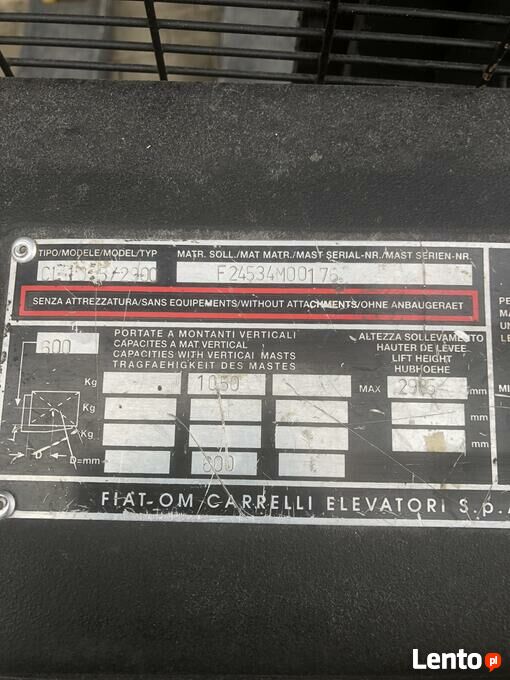 TIPO/MODELE/MODEL/TYP
MATR. SOLL./MAT MATR./MAST SERIAL-NR./MAST SERIEN-NR.
F24534M00176
SENZA ATTREZZATURA/SANS EQUIPEMENTS/WITHOUT ATTACHMENTS/OHNE ANBAUGERAET
600
PORTATE A MONTANTI VERTICALI
CAPACITES A MAT. VERTICAL
CAPACITIES WITH VERTICAL MASTS
TRAGFAEHIGKEIT DES MASTES
ALTEZZA SOLLEVAMENTO
HAUTER DE LEVEE
LIFT HEIGHT
HUBHOEHE
Kg 1050 MAX mm
mm
Kg mm
D=mm 600
FIAT-OM CARRELLI ELEVATORI S.p.A
Lento.pl